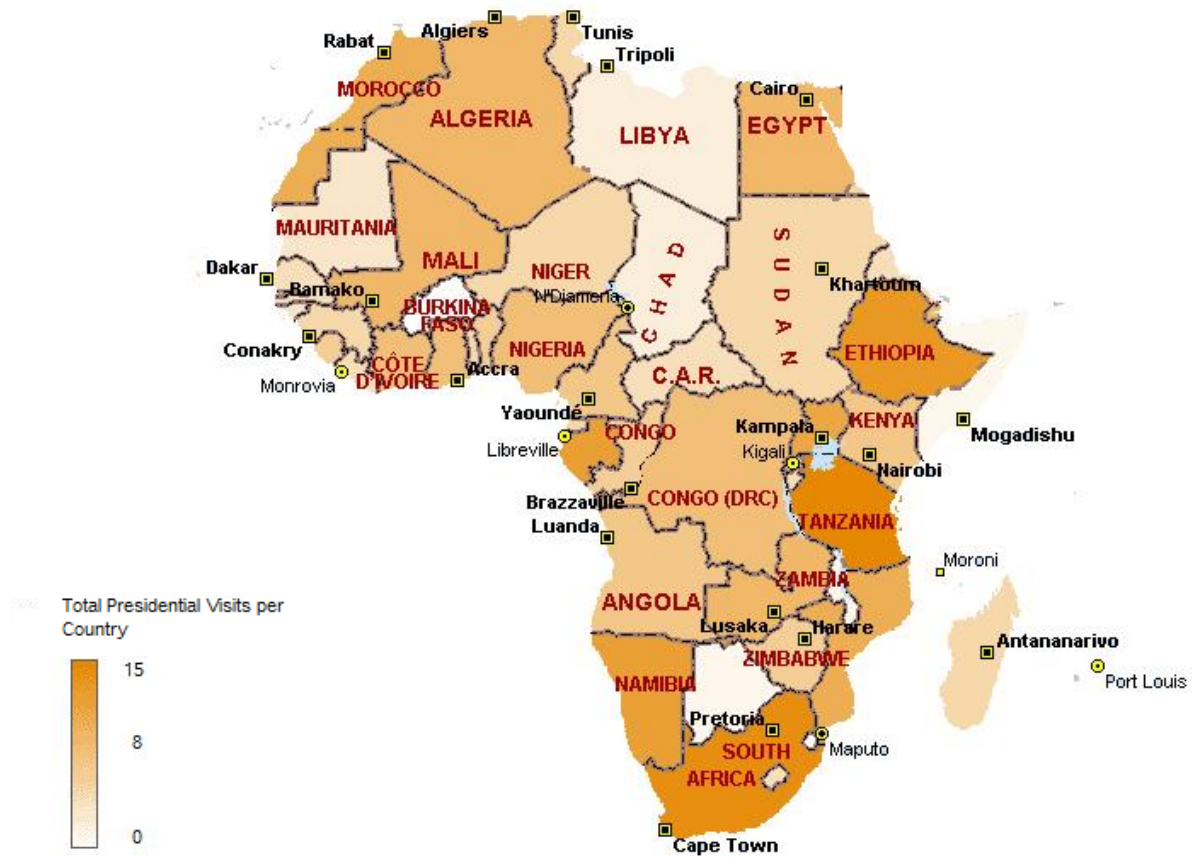 Algiers
Tunis
Rabat
Tripoli
MOROCCO
Cairo
ALGERIA
LIBYA
EGYPT
MAURITANIA
SUDAN
CHAD
MALI
NIGER
Dakar
Khartoum
Bamako
N'Djamena
BURKINA
FASO
Conakry
NIGERIA
ETHIOPIA
CÔTE
D'IVOIRE
Accra
C.A.R.
Monrovia
Yaoundé
CONGO
Kampala
KENYA
Mogadishu
Libreville
Kigali
Nairobi
Brazzaville
CONGO (DRC)
TANZANIA
Luanda
Moroni
ZAMBIA
ANGOLA
Total Presidential Visits per
Country
Lusaka
Harare
Antananarivo
ZIMBABWE
15
NAMIBIA
Port Louis
Pretoria
8
SOUTH
AFRICA
Maputo
0
Cape Town